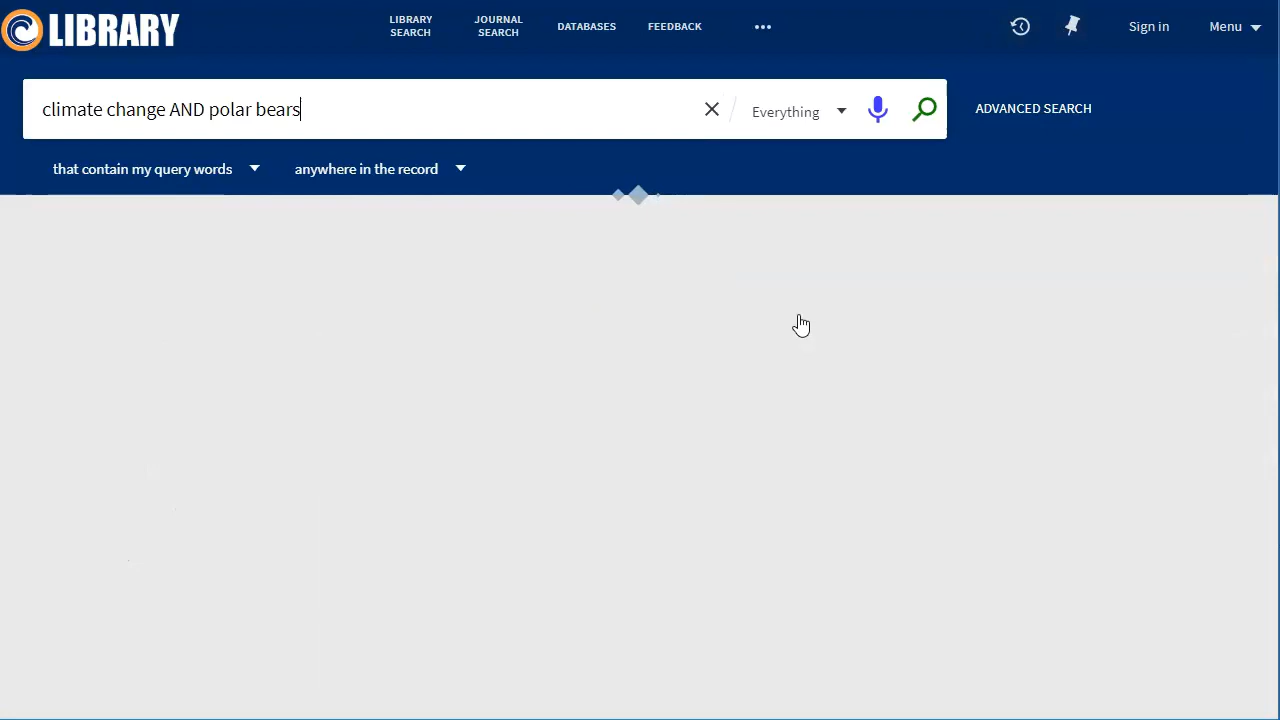 LIBRARY
LIBRARY SEARCH
JOURNAL SEARCH
DATABASES
FEEDBACK
Sign in
Menu
climate change AND polar bears
Everything
ADVANCED SEARCH
that contain my query words
anywhere in the record